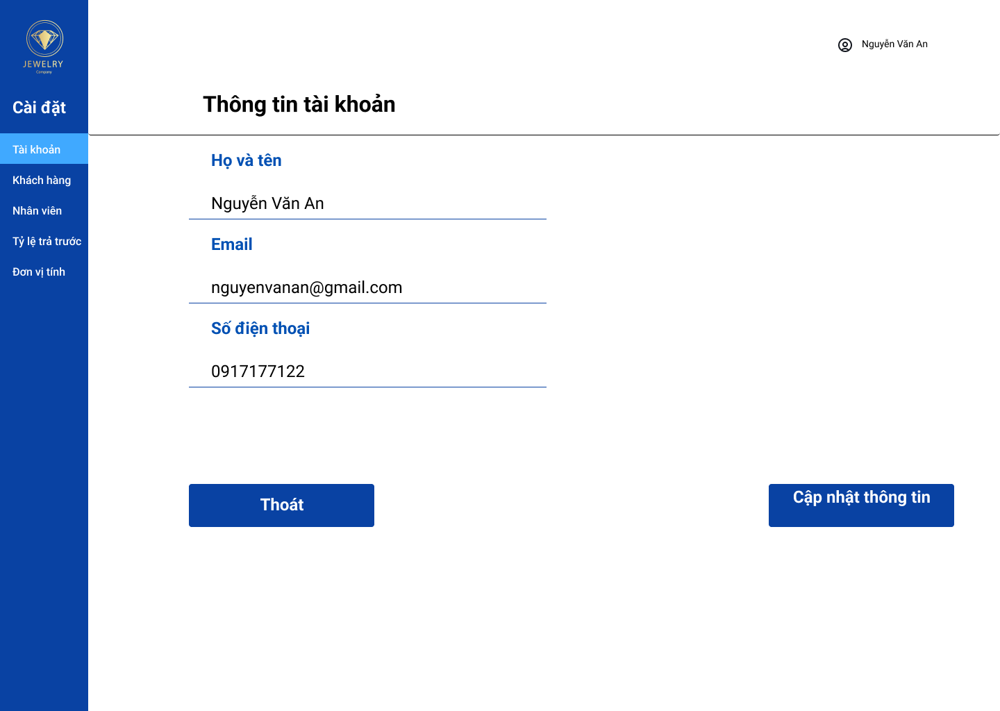 JEWELRY
Company
Cài đặt
Tài khoản
Khách hàng
Nhân viên
Tỷ lệ trả trước
Đơn vị tính
Nguyễn Văn An
Thông tin tài khoản
Họ và tên
Nguyễn Văn An
Email
nguyenvanan@gmail.com
Số điện thoại
0917177122
Thoát
Cập nhật thông tin